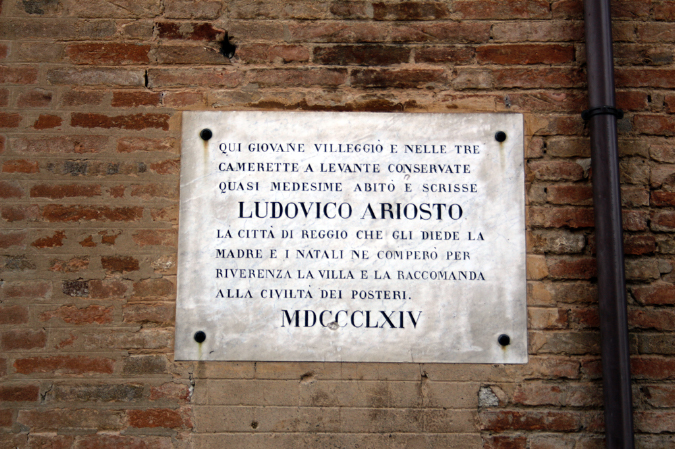 QUI GIOVANE VILLEGGIÒ E NELLE TRE
CAMERETTE A LEVANTE CONSERVATE
QUASI MEDESIME ABITÒ E SCRISSE
LUDOVICO ARIOSTO
LA CITTÀ DI REGGIO CHE GLI DIEDE LA
MADRE E I NATALI NE COMPERÒ PER
RIVERENZA LA VILLA E LA RACCOMANDA
ALLA CIVILTÀ DEI POSTERI.
MDCCCLXIV